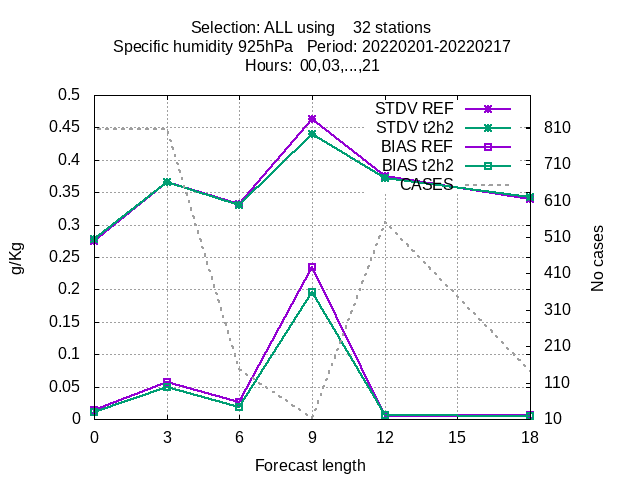 Selection: ALL using    32 stations
Specific humidity 925hPa   Period: 20220201-20220217
Hours:  00,03,...,21
0.5
0.45
0.4
0.35
0.3
0.25
0.2
0.15
0.1
0.05
0
g/Kg
STDV REF
STDV t2h2
BIAS REF
BIAS t2h2
CASES
810
710
610
510
410
310
210
110
10
No cases
0 3 6 9 12 15 18
Forecast length